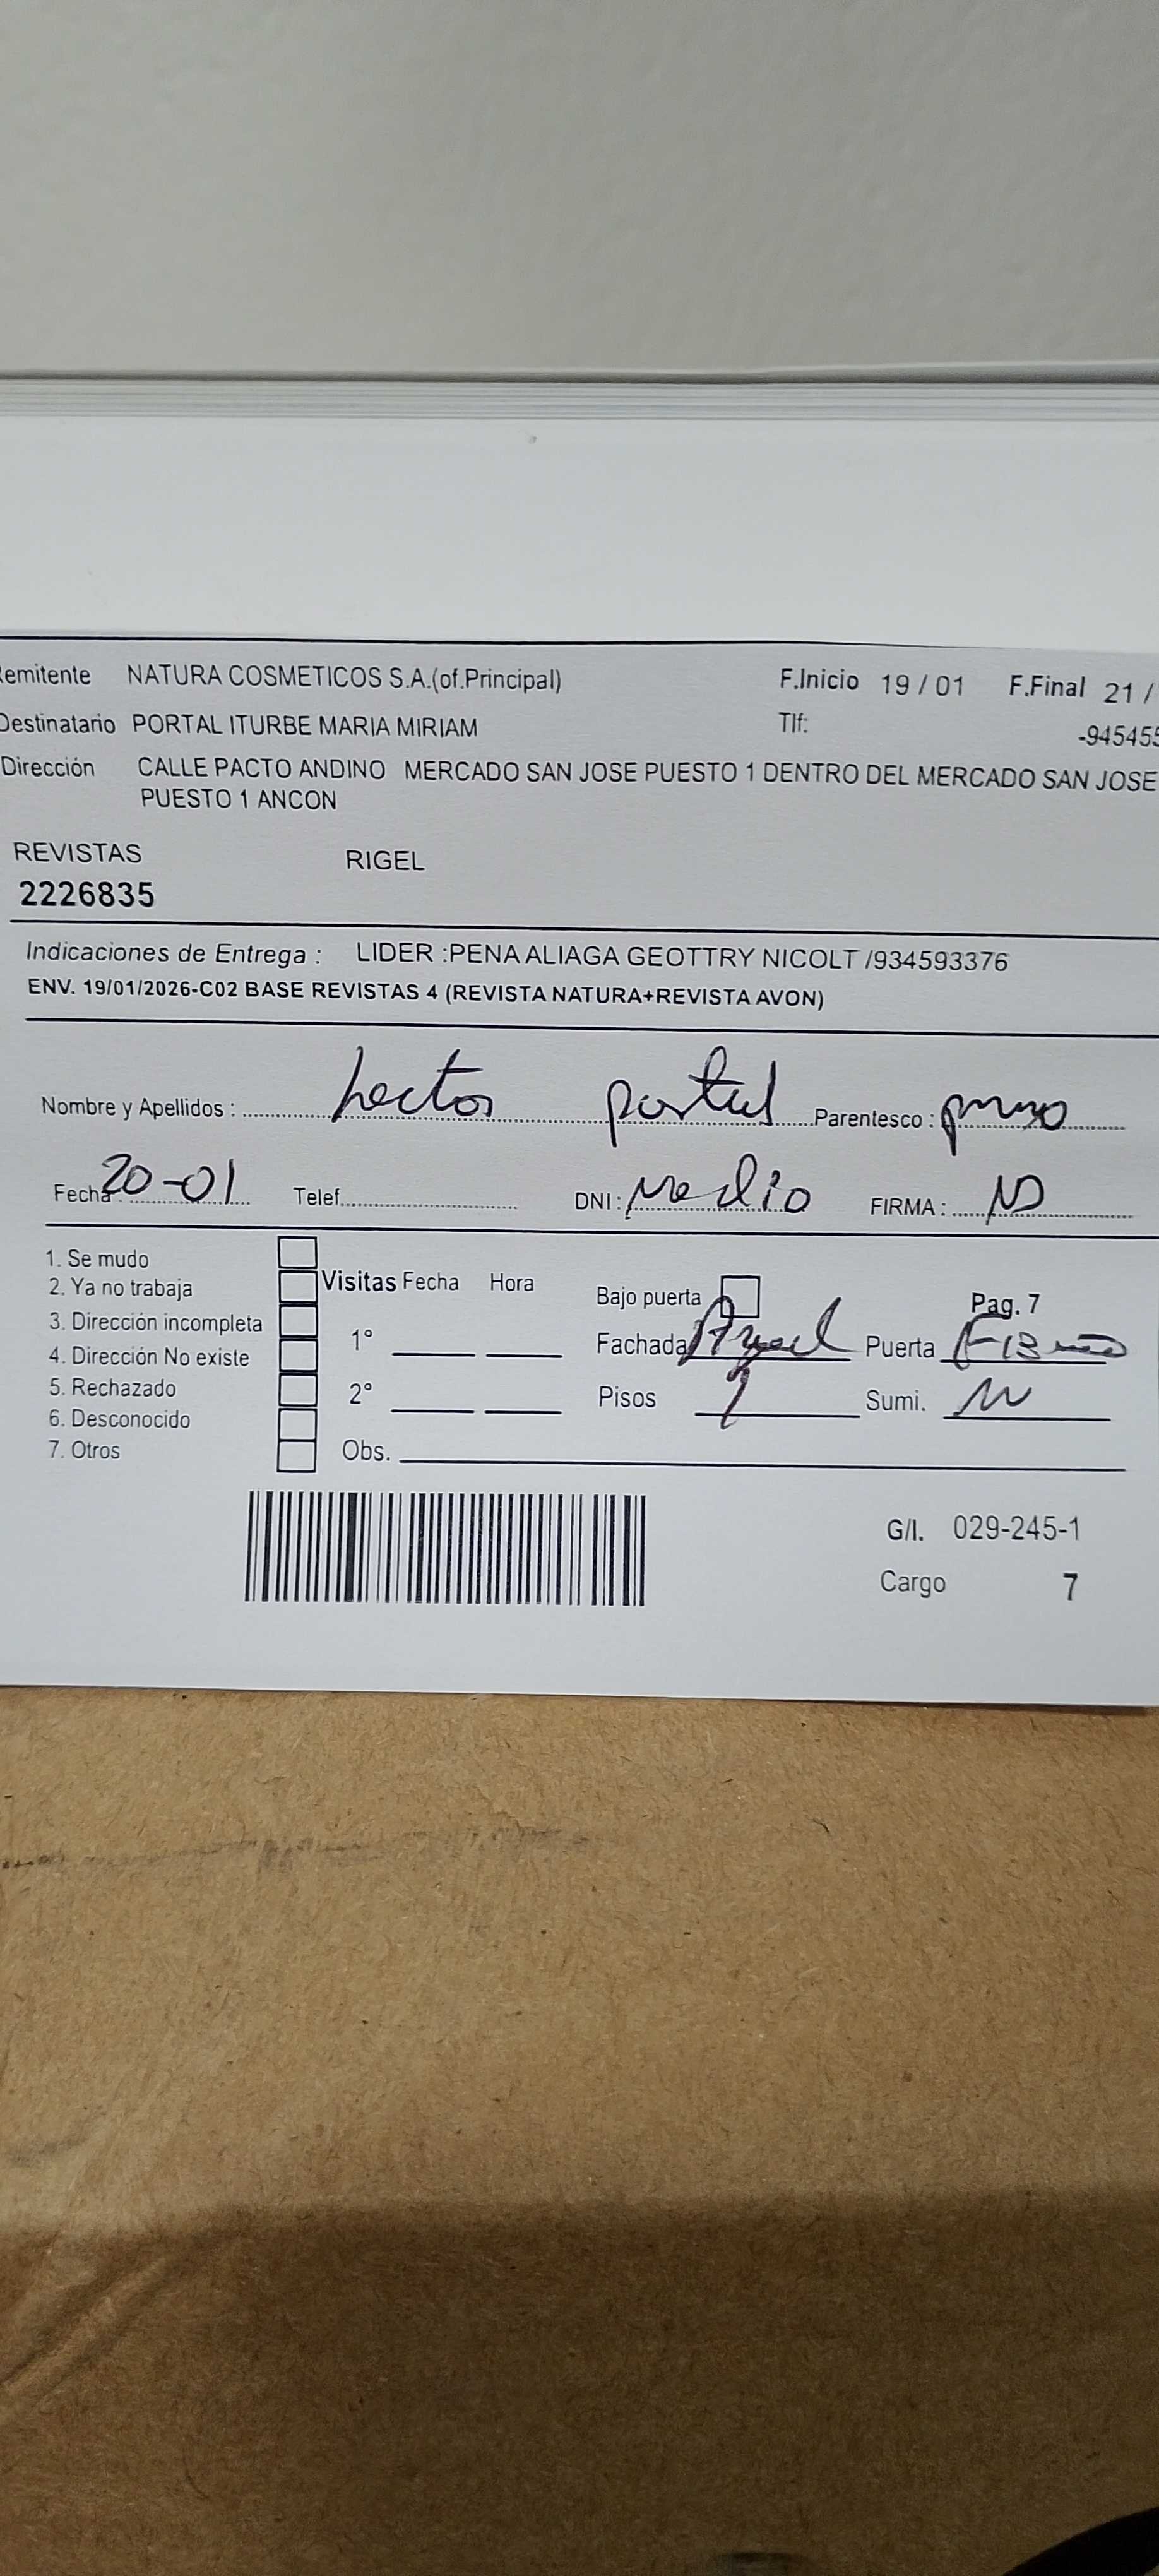 emitente NATURA COSMETICOS S.A.(of.Principal) F.Inicio 19 / 01 F.Final 21 /
Destinatario PORTAL ITURBE MARIA MIRIAM Tlf: -945455
Dirección CALLE PACTO ANDINO MERCADO SAN JOSE PUESTO 1 DENTRO DEL MERCADO SAN JOSE
PUESTO 1 ANCON
REVISTAS RIGEL
2226835
Indicaciones de Entrega : LIDER :PENA ALIAGA GEOTTRY NICOLT /934593376
ENV. 19/01/2026-C02 BASE REVISTAS 4 (REVISTA NATURA+REVISTA AVON)
Nombre y Apellidos : hector portal Parentesco :
Fecha : 20-01 Telef. DNI : FIRMA :
1. Se mudo
2. Ya no trabaja Visitas Fecha Hora Bajo puerta Pag. 7
3. Dirección incompleta 1° Fachada Puerta
4. Dirección No existe
5. Rechazado 2° Pisos Sumi.
6. Desconocido
7. Otros Obs.
G/I. 029-245-1
Cargo 7